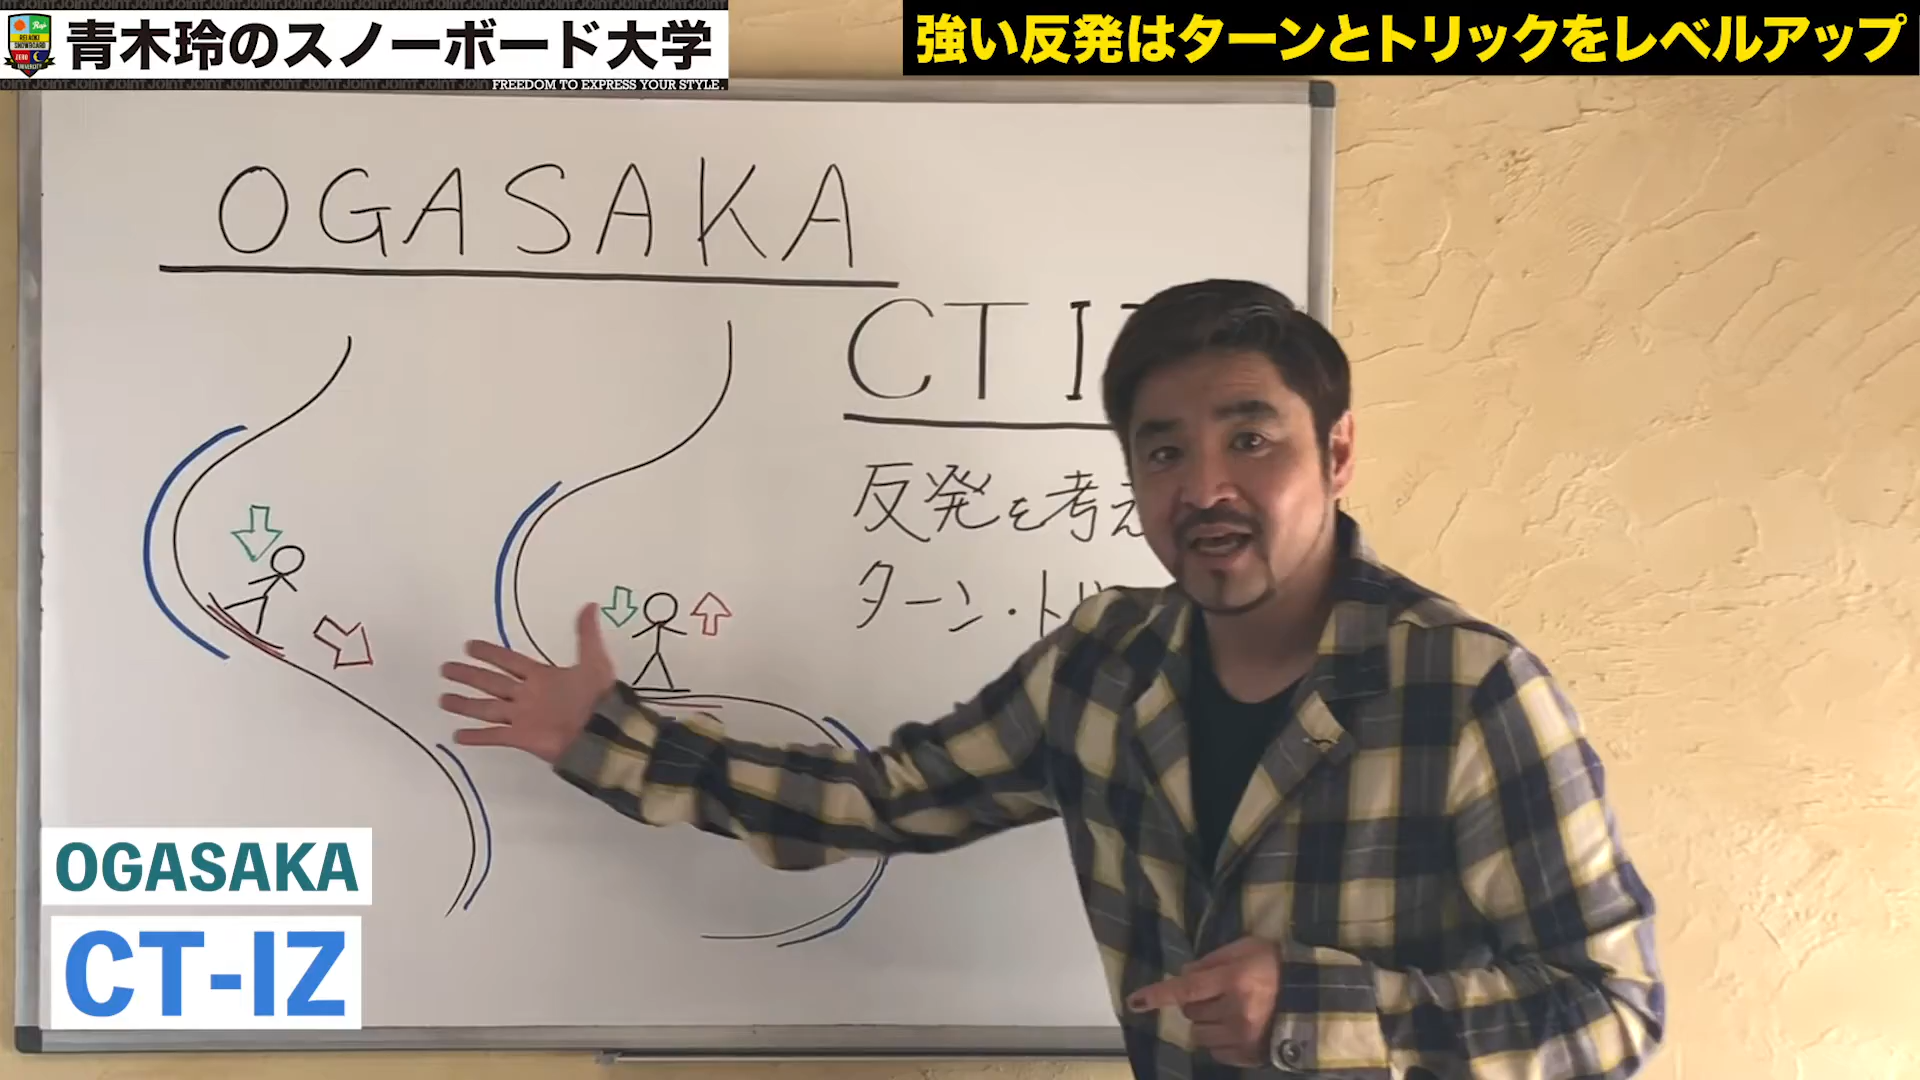 青木玲のスノーボード大学
FREEDOM TO EXPRESS YOUR STYLE.
強い反発はターンとトリックをレベルアップ
OGASAKA
CT I
反発を考え
ターン・トリ
OGASAKA
CT-IZ